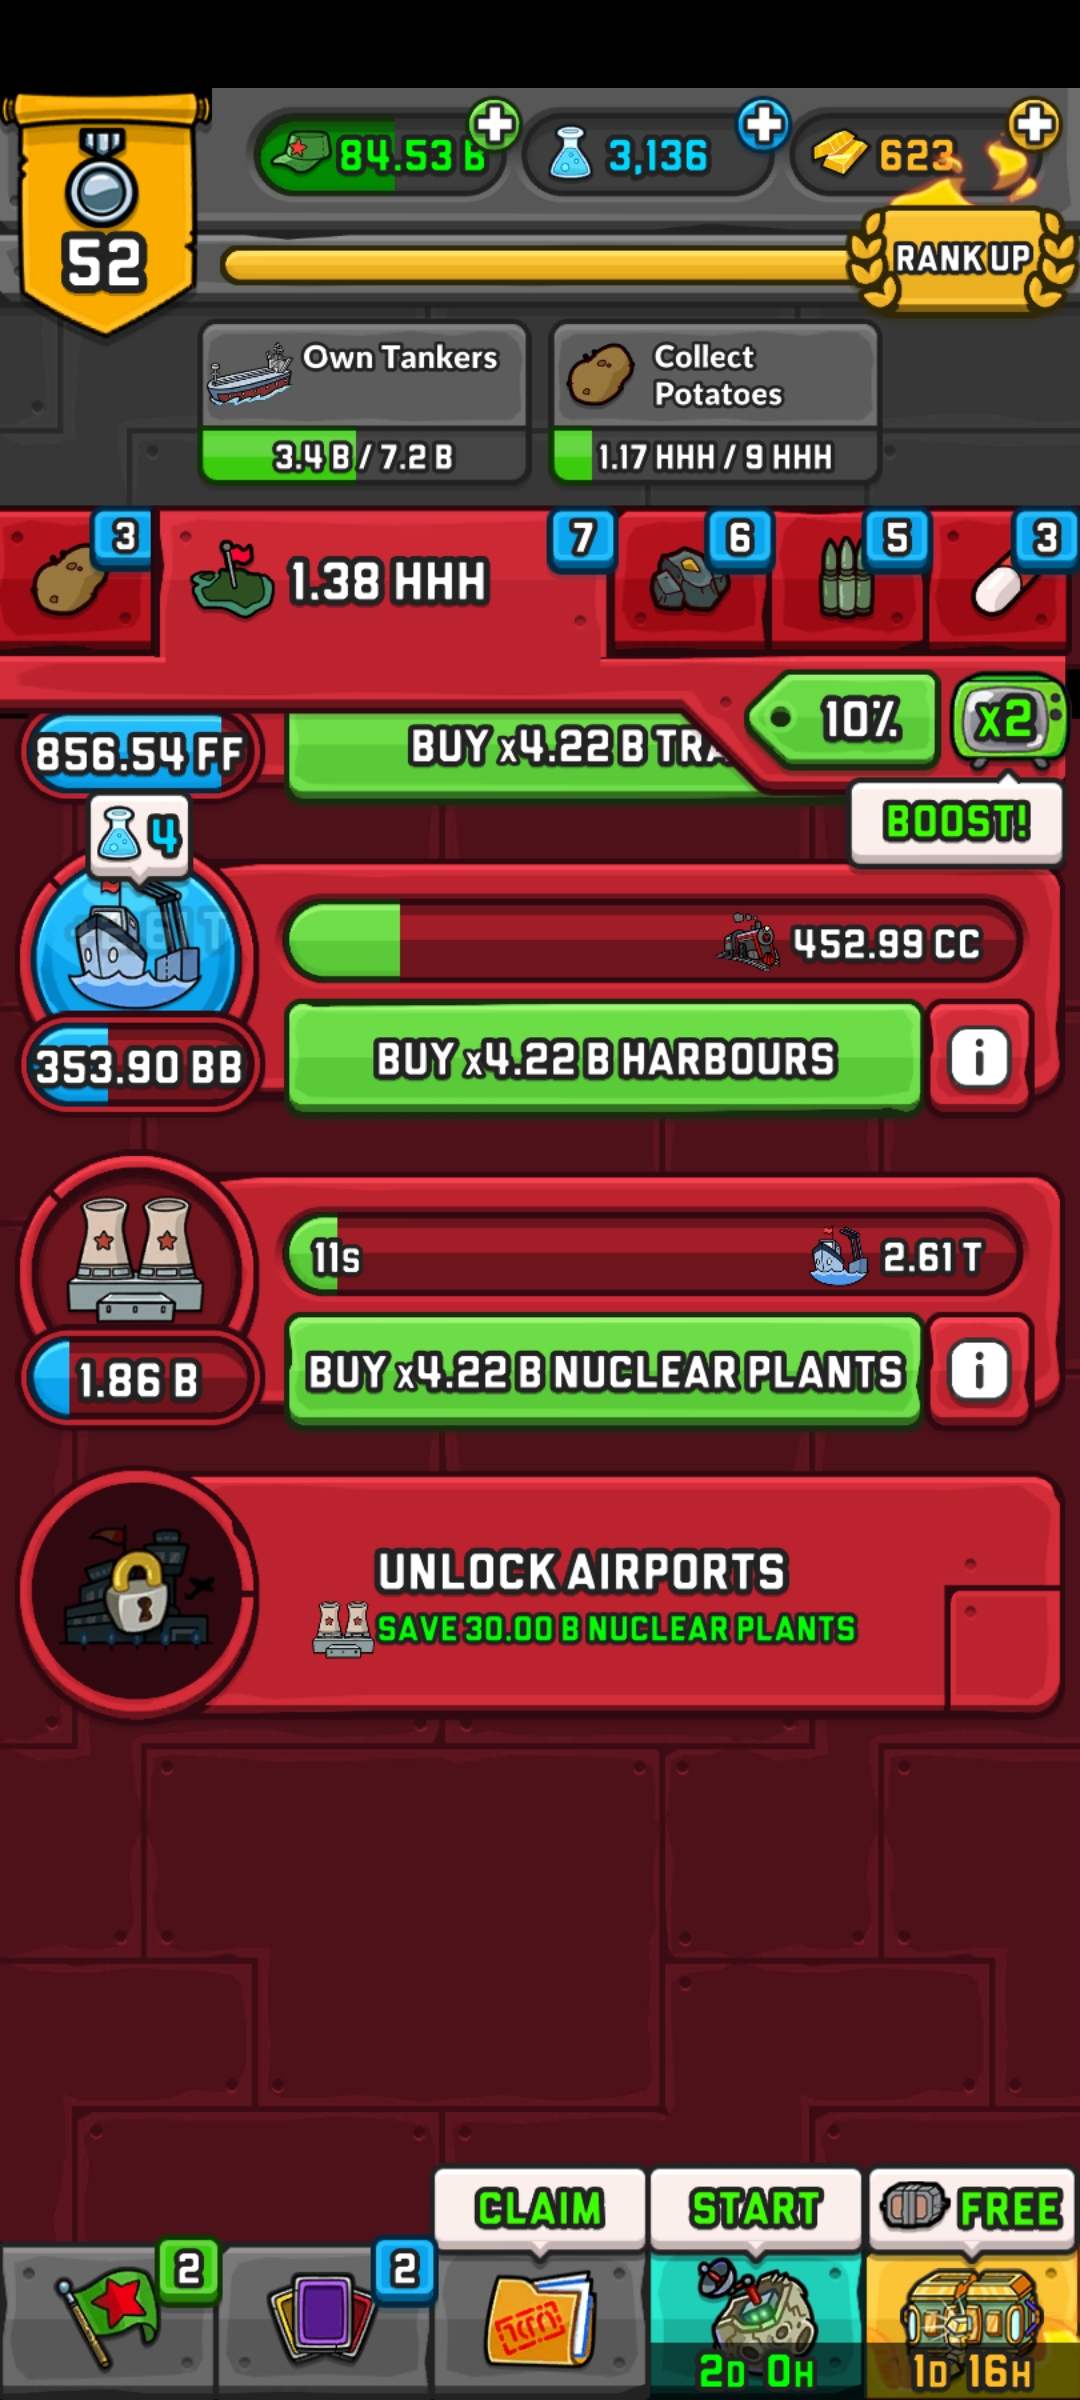 84.53 B
3,136
623
52
RANK UP
Own Tankers
3.4 B / 7.2 B
Collect
Potatoes
1.17 HHH / 9 HHH
3
1.38 HHH
7
6
5
3
10%
x2
BOOST!
856.54 FF
BUY x4.22 B TRA
4
452.99 CC
353.90 BB
BUY x4.22 B HARBOURS
i
11s
2.61 T
1.86 B
BUY x4.22 B NUCLEAR PLANTS
i
UNLOCK AIRPORTS
SAVE 30.00 B NUCLEAR PLANTS
CLAIM
START
FREE
2
2
2D 0H
1D 16H